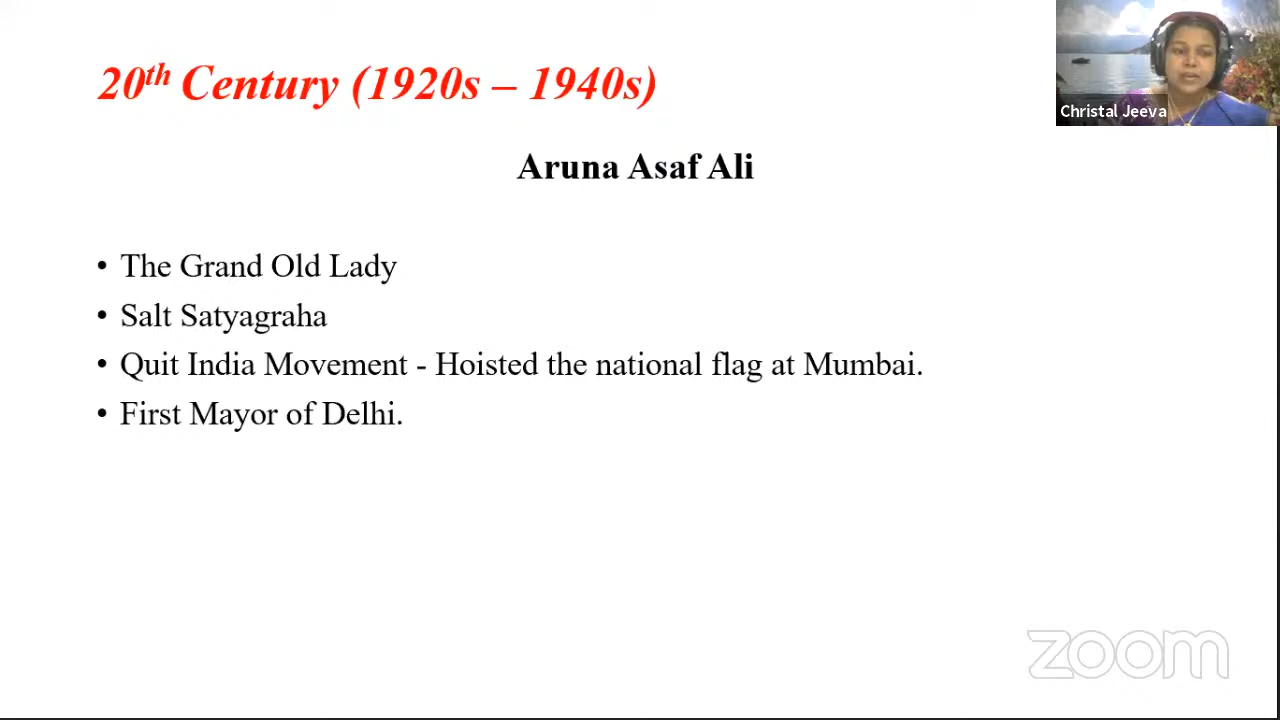 20th Century (1920s – 1940s)
Christal Jeeva
Aruna Asaf Ali
• The Grand Old Lady
• Salt Satyagraha
• Quit India Movement - Hoisted the national flag at Mumbai.
• First Mayor of Delhi.
zoom